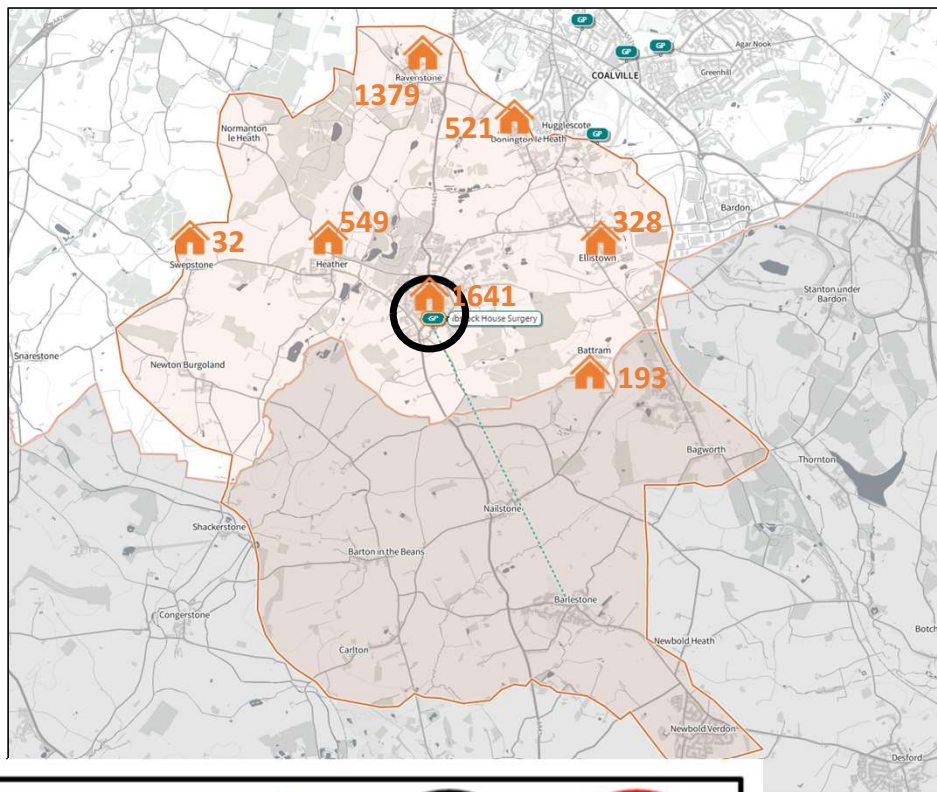 GP
GP
GP
Agar Nook
COALVILLE
Greenhill
Ravenstone
1379
521
Hugglescote
GP
Donington le Heath
Normanton
le Heath
Bardon
549
328
32
Swepstone
Heather
Ellistown
Stanton under
Bardon
1641
GP
House Surgery
Snarestone
Newton Burgoland
Battram
193
Bagworth
Thornton
Nailstone
Shackerstone
Barton in the Beans
Barlestone
Congerstone
Botch
Newbold Heath
Carlton
Newbold Verdon
Desford